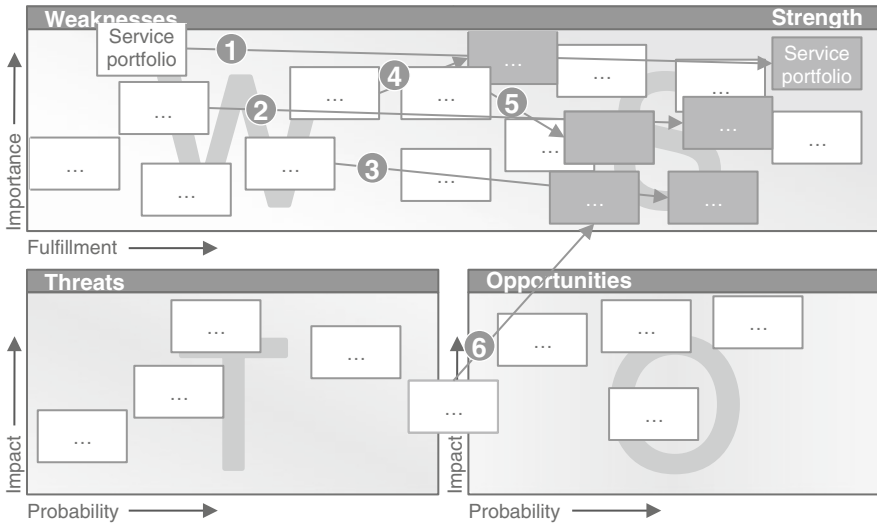 Weaknesses
Strength
Service
portfolio
1
...
...
Service
portfolio
4
...
...
...
...
2
5
...
...
...
...
...
3
...
...
...
...
...
...
Importance
Fulfillment
Threats
Opportunities
...
...
...
...
6
...
...
...
...
...
...
Impact
Impact
Probability
Probability
T
O
W
S